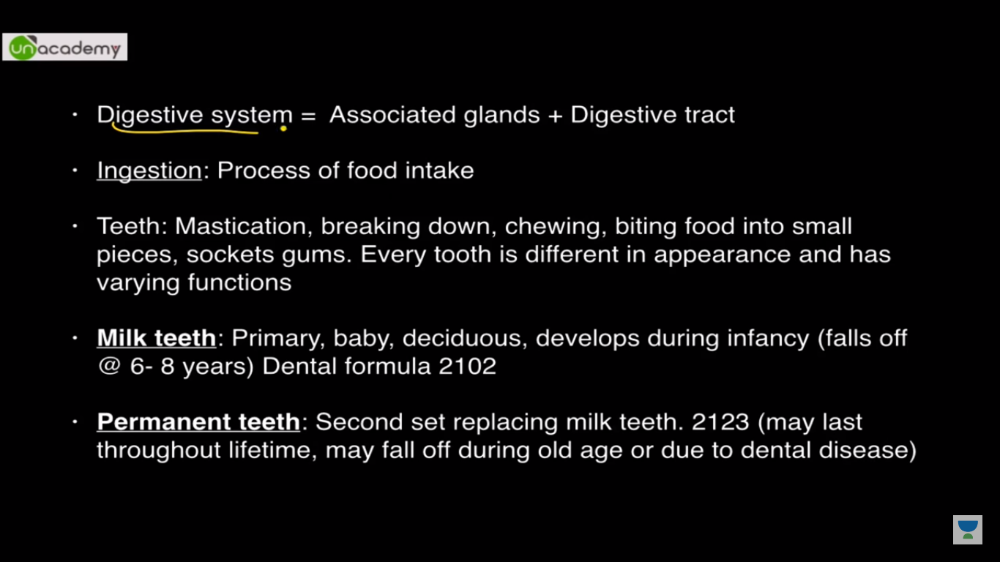 unacademy
• Digestive system = Associated glands + Digestive tract
• Ingestion: Process of food intake
• Teeth: Mastication, breaking down, chewing, biting food into small
pieces, sockets gums. Every tooth is different in appearance and has
varying functions
• Milk teeth: Primary, baby, deciduous, develops during infancy (falls off
@ 6- 8 years) Dental formula 2102
• Permanent teeth: Second set replacing milk teeth. 2123 (may last
throughout lifetime, may fall off during old age or due to dental disease)